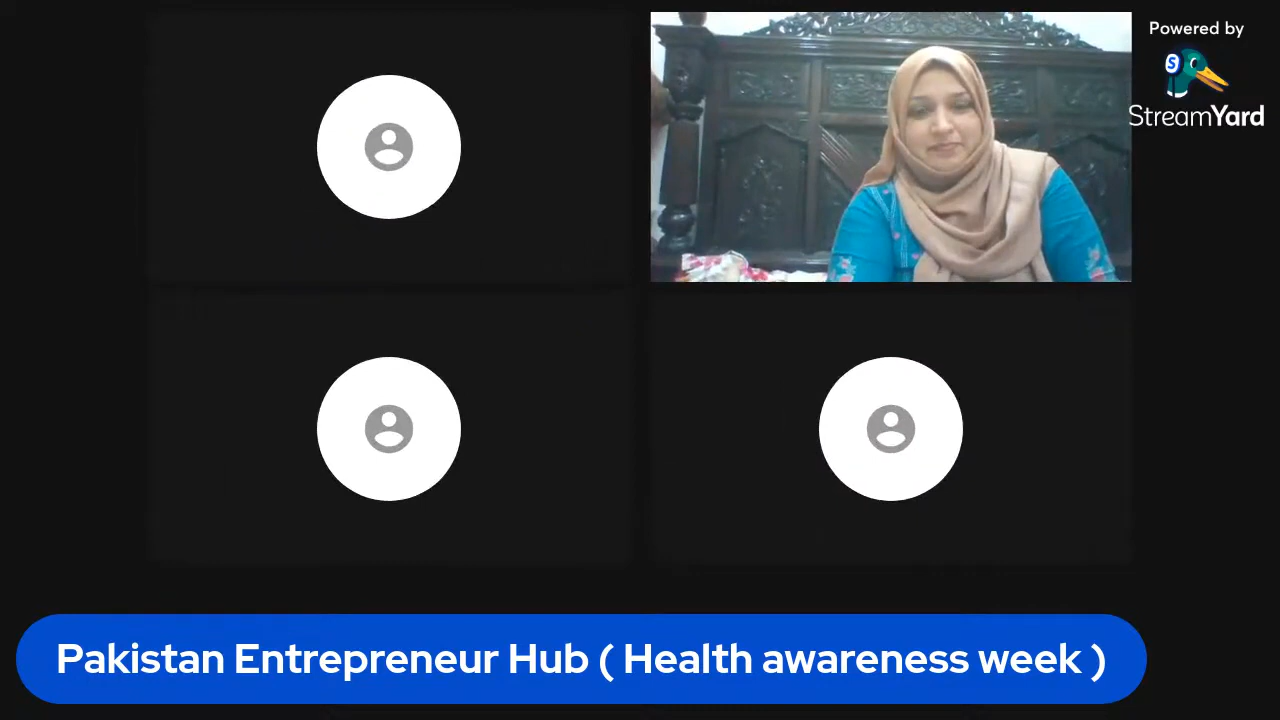 Powered by
S
StreamYard
Pakistan Entrepreneur Hub ( Health awareness week )